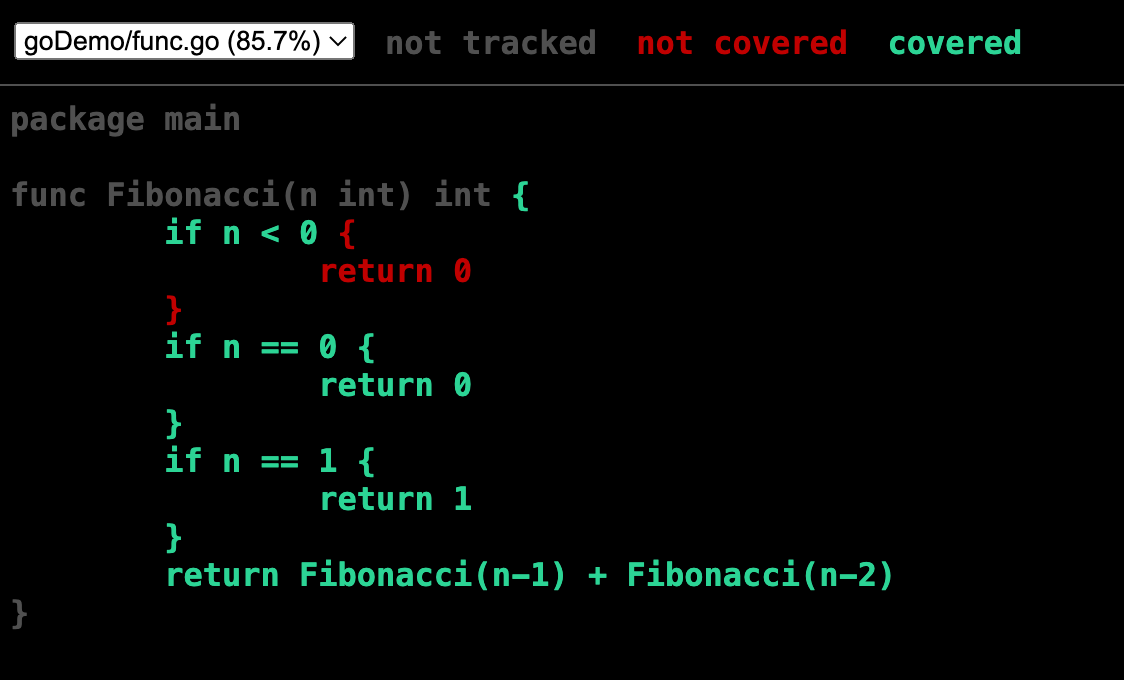 goDemo/func.go (85.7%) not tracked not covered covered
package main
func Fibonacci(n int) int {
if n < 0 {
return 0
}
if n == 0 {
return 0
}
if n == 1 {
return 1
}
return Fibonacci(n-1) + Fibonacci(n-2)
}